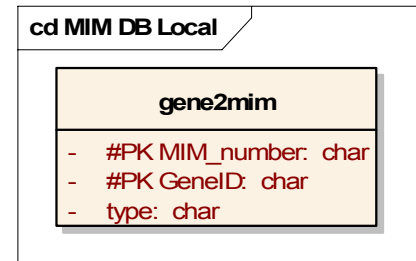 cd MIM DB Local
gene2mim
- #PK MIM_number: char
- #PK GeneID: char
- type: char